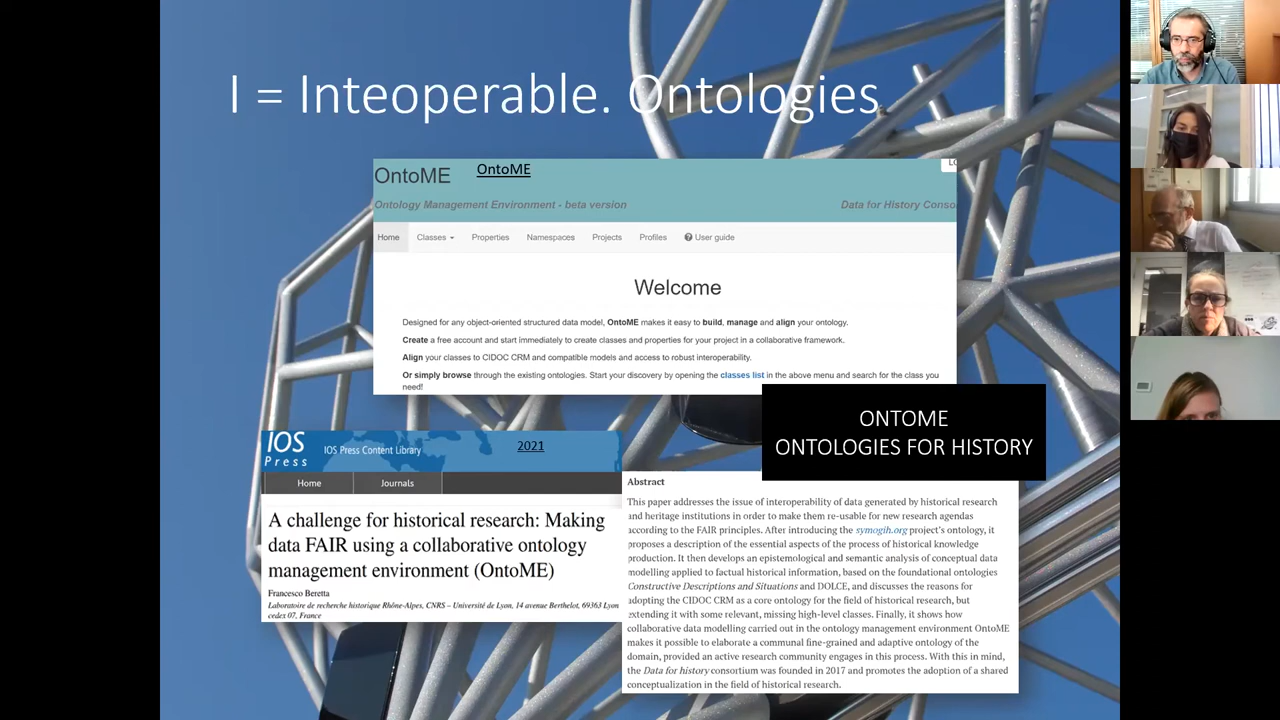 I = Inteoperable. Ontologies
OntoME
OntoME
Ontology Management Environment - beta version
Data for History Conso
Home
Classes
Properties
Namespaces
Projects
Profiles
User guide
Welcome
Designed for any object-oriented structured data model, OntoME makes it easy to build, manage and align your ontology.
Create a free account and start immediately to create classes and properties for your project in a collaborative framework.
Align your classes to CIDOC CRM and compatible models and access to robust interoperability.
Or simply browse through the existing ontologies. Start your discovery by opening the classes list in the above menu and search for the class you
need!
ONTOME
ONTOLOGIES FOR HISTORY
IOS
Press
IOS Press Content Library
2021
Home
Journals
A challenge for historical research: Making
data FAIR using a collaborative ontology
management environment (OntoME)
Francesco Beretta
Laboratoire de recherche historique Rhône-Alpes, CNRS – Université de Lyon, 14 avenue Berthelot, 69363 Lyon
cedex 07, France
Abstract
This paper addresses the issue of interoperability of data generated by historical research
and heritage institutions in order to make them re-usable for new research agendas
according to the FAIR principles. After introducing the symogih.org project's ontology, it
proposes a description of the essential aspects of the process of historical knowledge
production. It then develops an epistemological and semantic analysis of conceptual data
modelling applied to factual historical information, based on the foundational ontologies
Constructive Descriptions and Situations and DOLCE, and discusses the reasons for
adopting the CIDOC CRM as a core ontology for the field of historical research, but
extending it with some relevant, missing high-level classes. Finally, it shows how
collaborative data modelling carried out in the ontology management environment OntoME
makes it possible to elaborate a communal fine-grained and adaptive ontology of the
domain, provided an active research community engages in this process. With this in mind,
the Data for history consortium was founded in 2017 and promotes the adoption of a shared
conceptualization in the field of historical research.